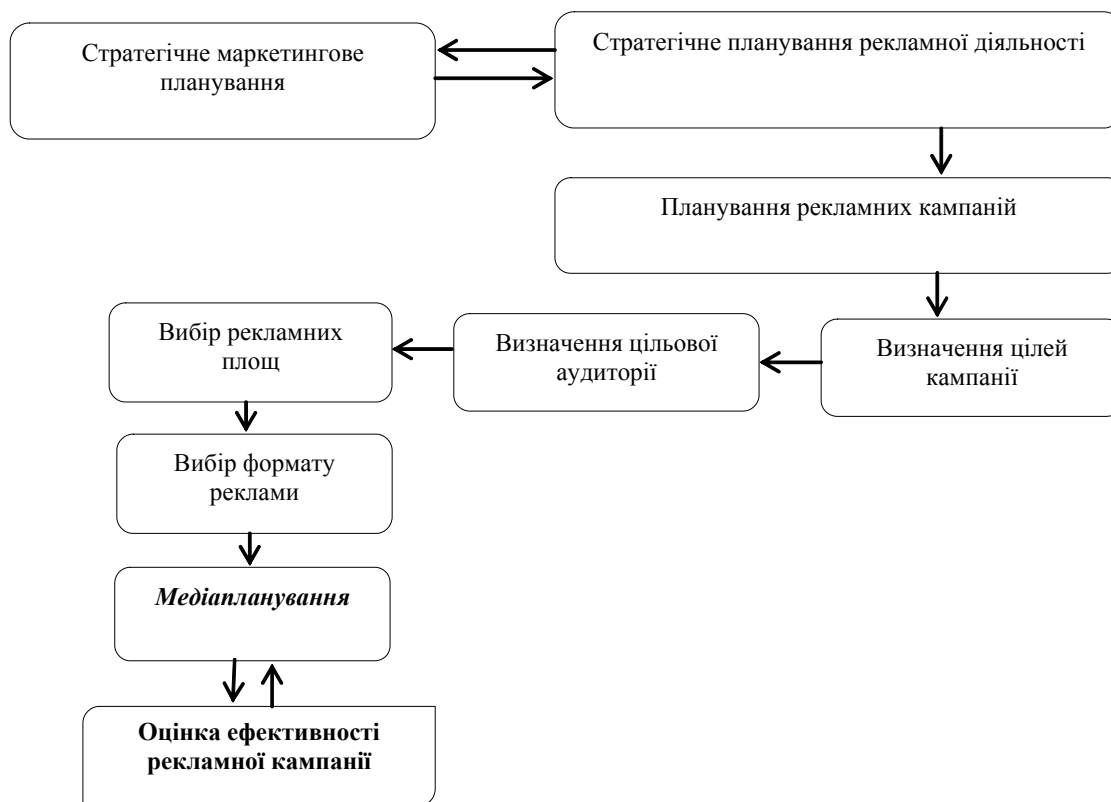 Стратегічне маркетингове
планування
Стратегічне планування рекламної діяльності
Планування рекламних кампаній
Визначення цілей
кампанії
Визначення цільової
аудиторії
Вибір рекламних
площ
Вибір формату
реклами
Медіапланування
Оцінка ефективності
рекламної кампанії